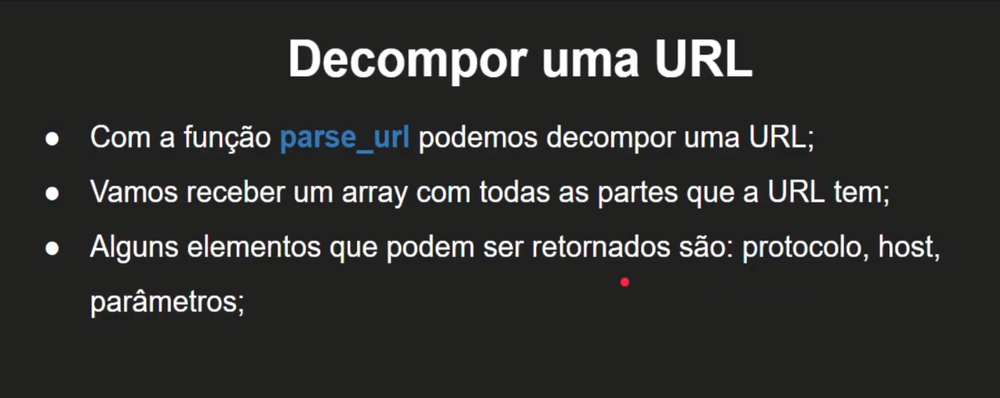 Decompor uma URL
● Com a função parse_url podemos decompor uma URL;
● Vamos receber um array com todas as partes que a URL tem;
● Alguns elementos que podem ser retornados são: protocolo, host,
parâmetros;